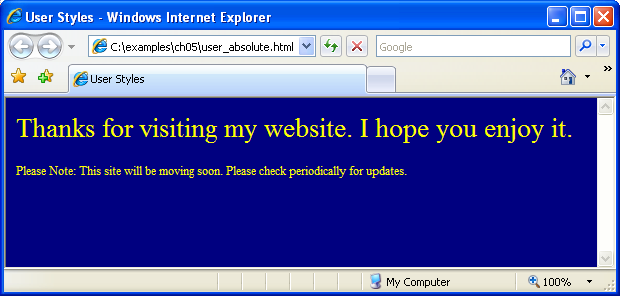 User Styles - Windows Internet Explorer
C:\examples\ch05\user_absolute.html
Google
User Styles
Thanks for visiting my website. I hope you enjoy it.
Please Note: This site will be moving soon. Please check periodically for updates.
My Computer
100%